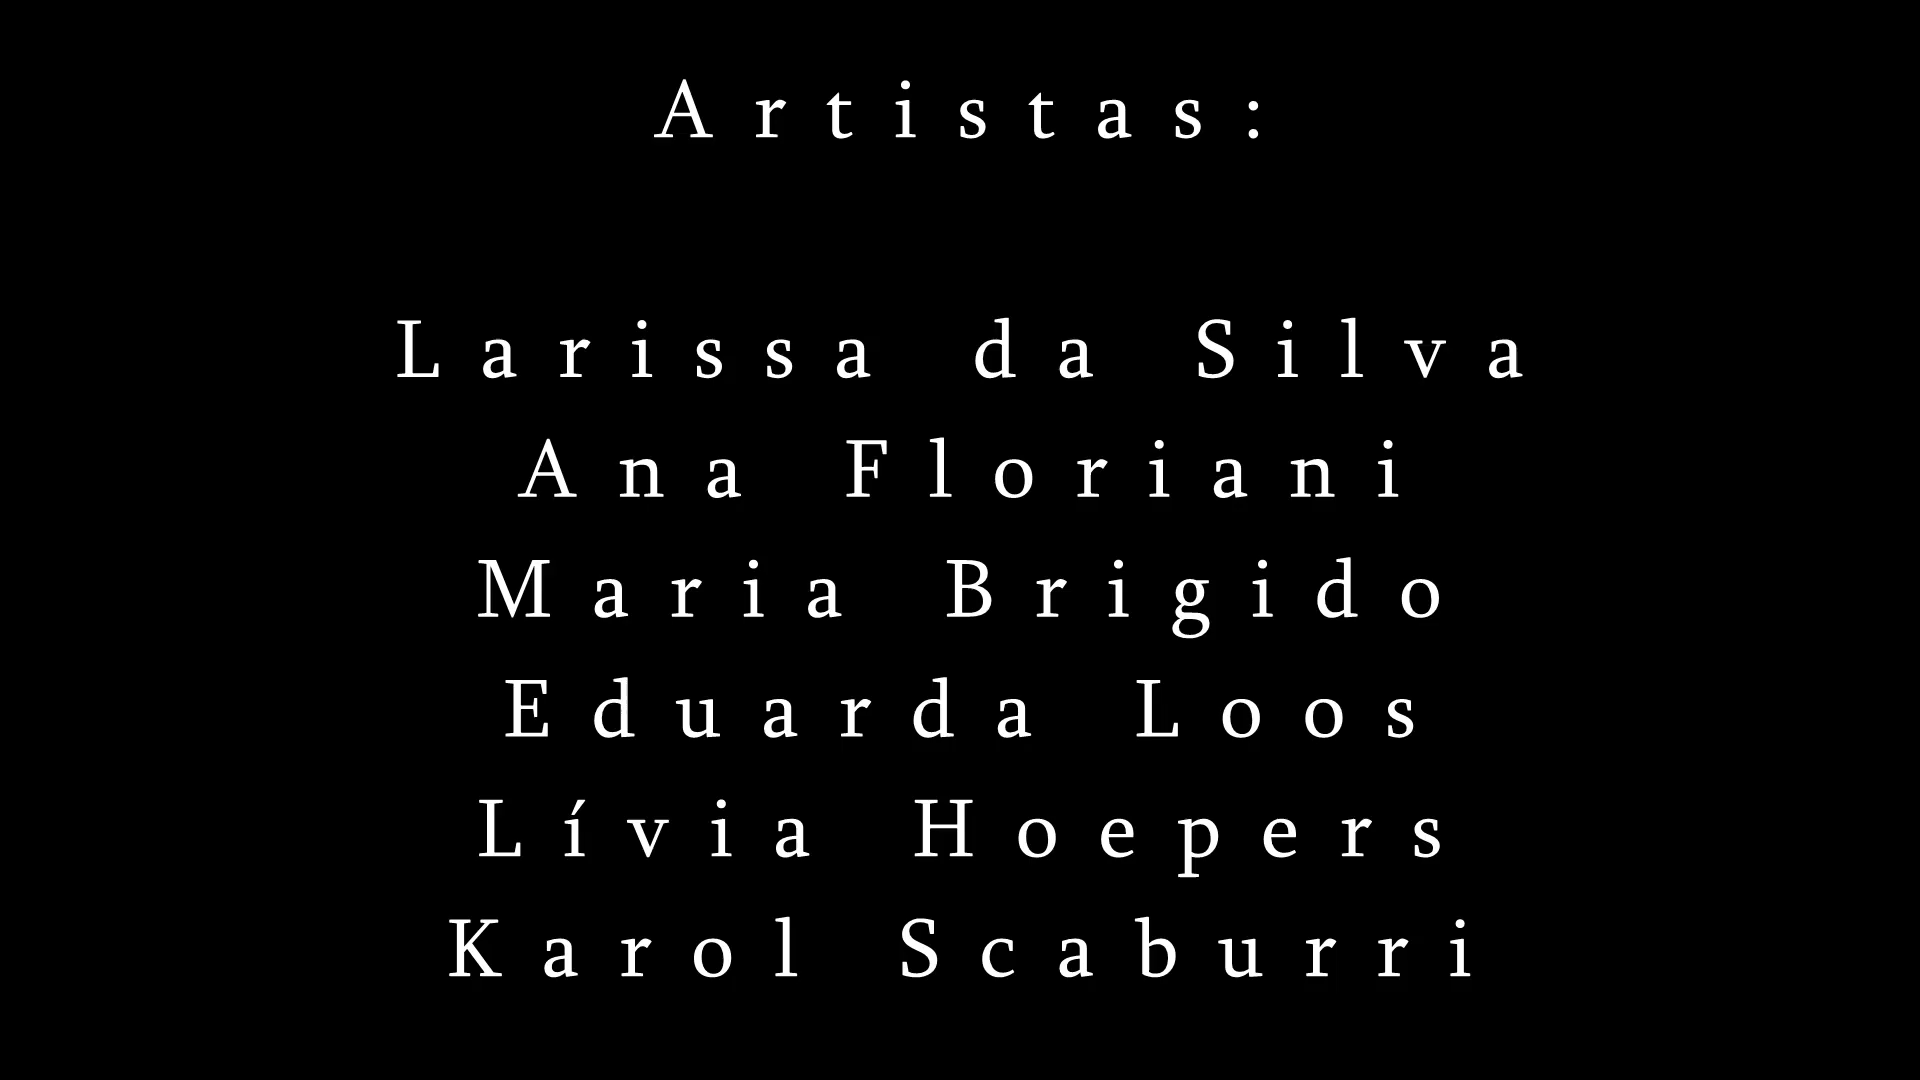 Artistas:
Larissa da Silva
Ana Floriani
Maria Brigido
Eduarda Loos
Lívia Hoepers
Karol Scaburri